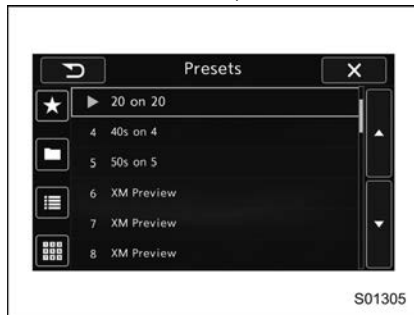 Presets
20 on 20
4 40s on 4
5 50s on 5
6 XM Preview
7 XM Preview
8 XM Preview
S01305